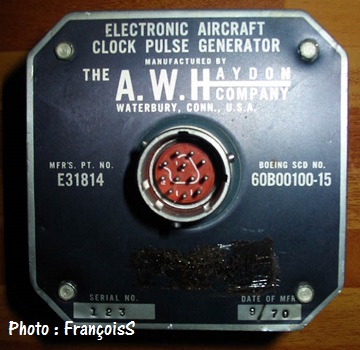 ELECTRONIC AIRCRAFT
CLOCK PULSE GENERATOR
MANUFACTURED BY
THE A.W.HAYDON COMPANY
WATERBURY, CONN., U.S.A.
MFR'S. PT. NO.
E31814
BOEING SCD NO.
60B00100-15
SERIAL NO.
123
DATE OF MFR
9/70
Photo : FrançoisS